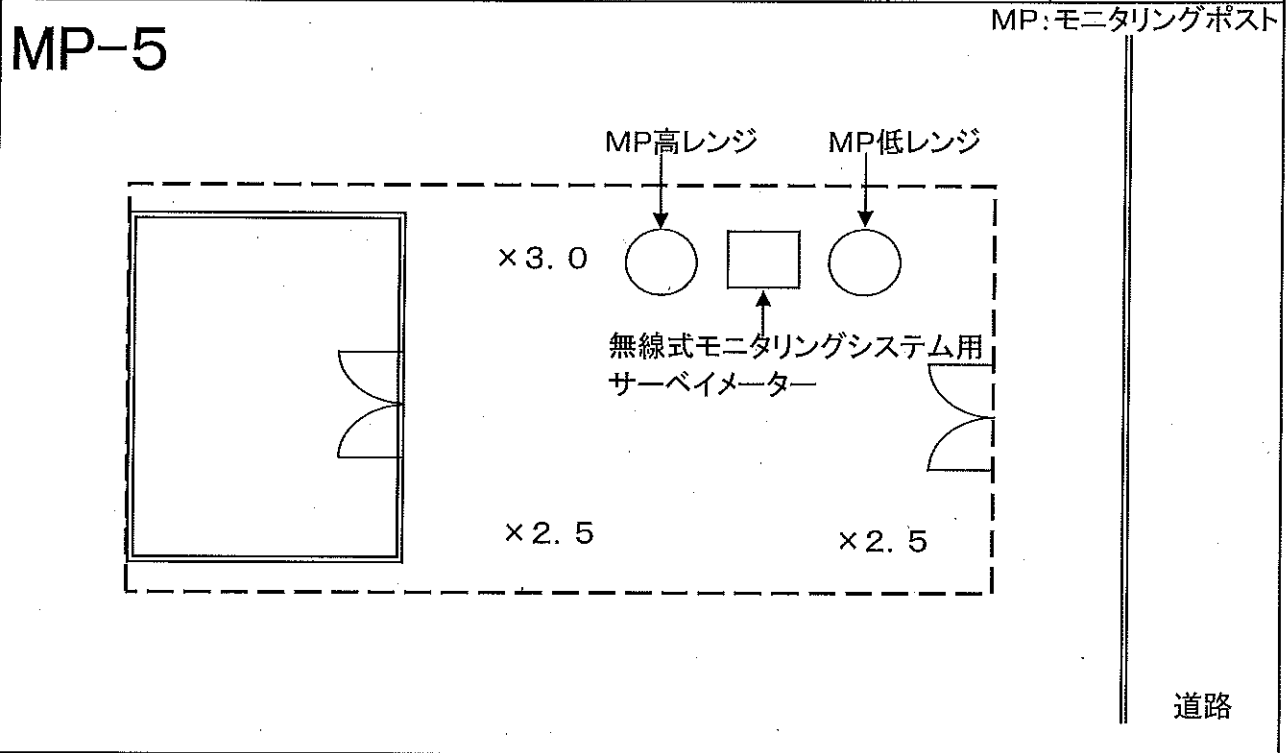 MP:モニタリングポスト
MP-5
MP高レンジ
MP低レンジ
×3.0
無線式モニタリングシステム用
サーベイメーター
×2.5
×2.5
道路